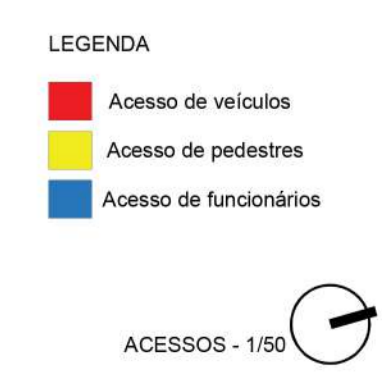 LEGENDA
Acesso de veículos
Acesso de pedestres
Acesso de funcionários
ACESSOS - 1/50